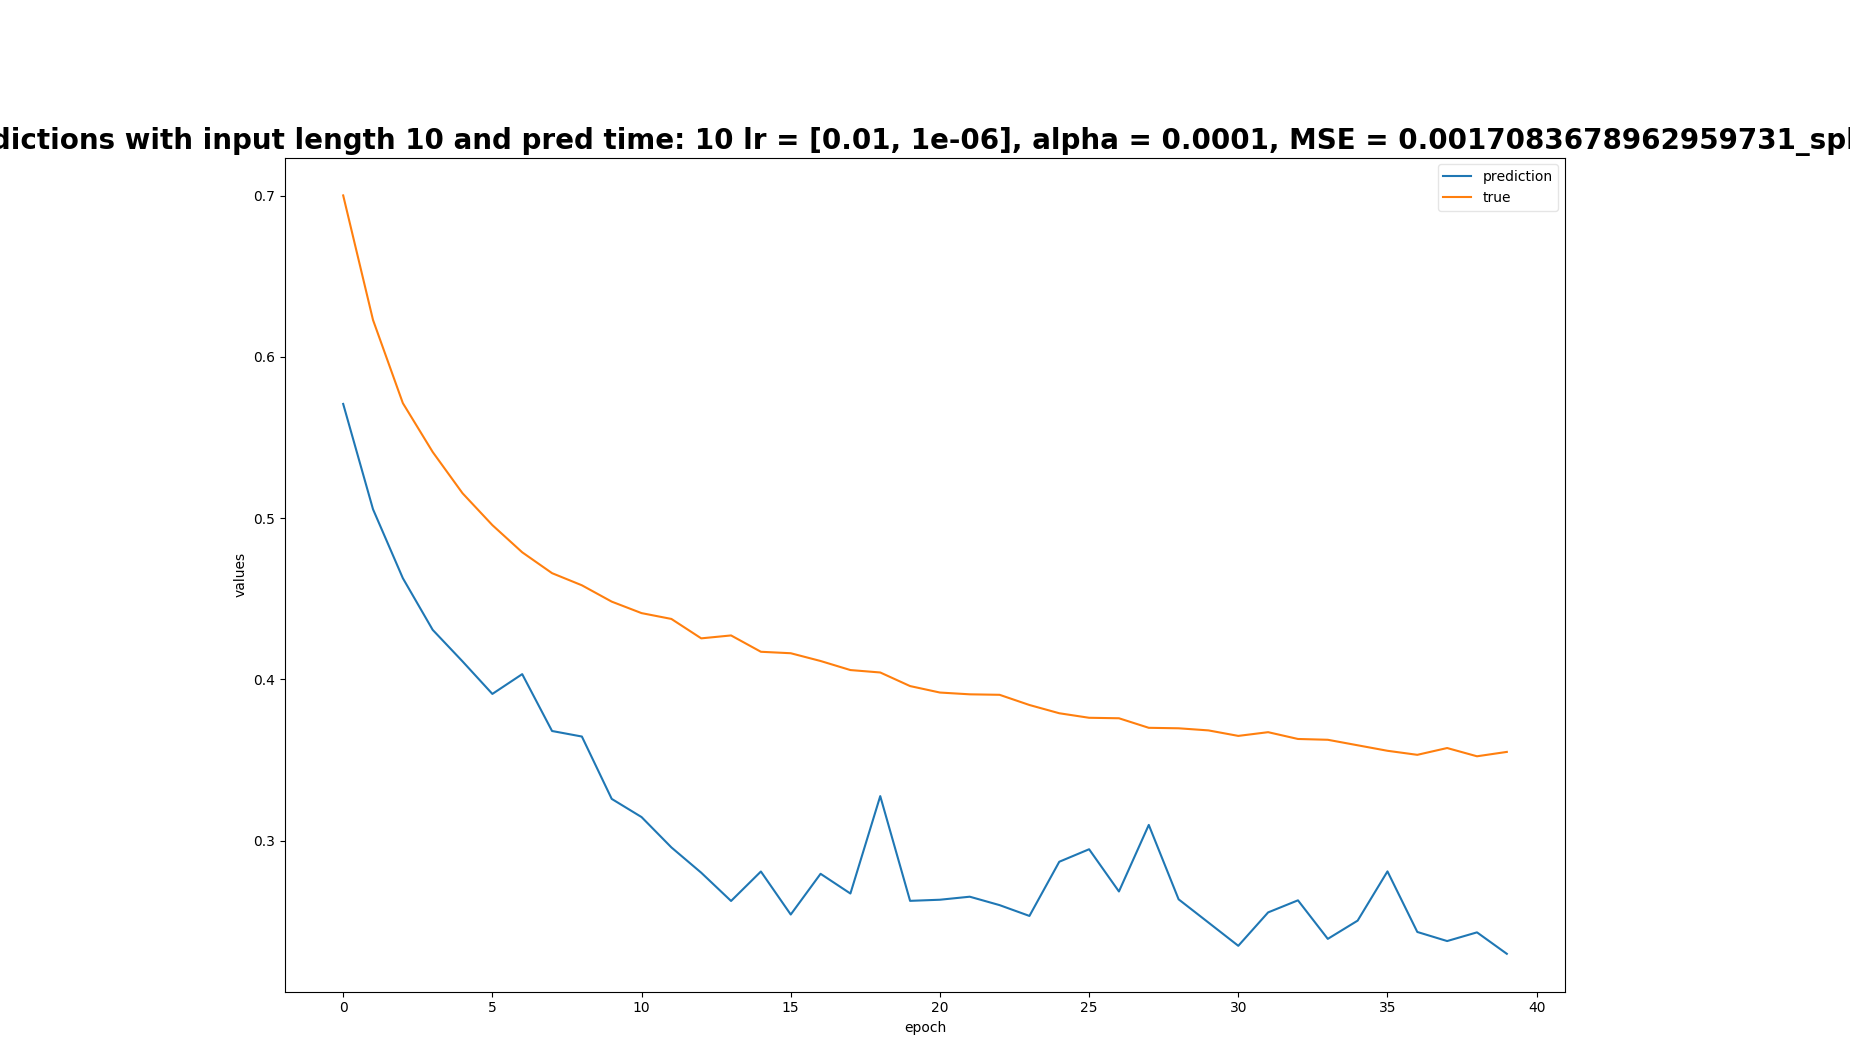 dictions with input length 10 and pred time: 10 lr = [0.01, 1e-06], alpha = 0.0001, MSE = 0.0017083678962959731_spl
prediction
true
0.7
0.6
0.5
0.4
0.3
values
0 5 10 15 20 25 30 35 40
epoch